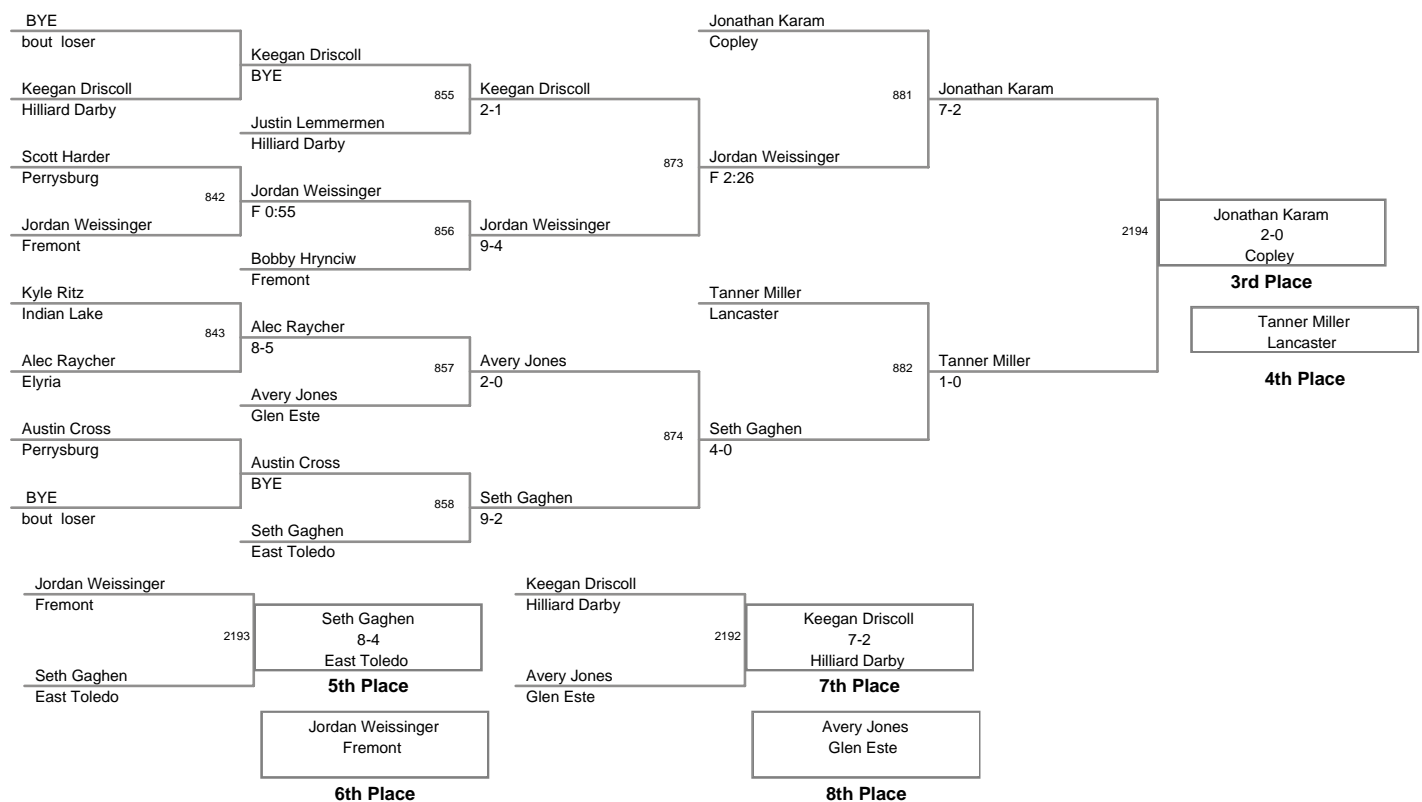 BYE
bout  loser
Keegan Driscoll
Hilliard Darby
Scott Harder
Perrysburg
842
Jordan Weissinger
Fremont
Kyle Ritz
Indian Lake
843
Alec Raycher
Elyria
Austin Cross
Perrysburg
BYE
bout  loser
Keegan Driscoll
BYE
855
Justin Lemmermen
Hilliard Darby
Jordan Weissinger
F 0:55
856
Bobby Hrynciw
Fremont
Alec Raycher
8-5
857
Avery Jones
Glen Este
Austin Cross
BYE
858
Seth Gaghen
East Toledo
Keegan Driscoll
2-1
873
Jordan Weissinger
9-4
Avery Jones
2-0
874
Seth Gaghen
9-2
Jonathan Karam
Copley
881
Jordan Weissinger
F 2:26
Tanner Miller
Lancaster
882
Seth Gaghen
4-0
Jonathan Karam
7-2
2194
Tanner Miller
1-0
Jonathan Karam
2-0
Copley
3rd Place
Tanner Miller
Lancaster
4th Place
Jordan Weissinger
Fremont
2193
Seth Gaghen
East Toledo
Seth Gaghen
8-4
East Toledo
5th Place
Jordan Weissinger
Fremont
6th Place
Keegan Driscoll
Hilliard Darby
2192
Avery Jones
Glen Este
Keegan Driscoll
7-2
Hilliard Darby
7th Place
Avery Jones
Glen Este
8th Place